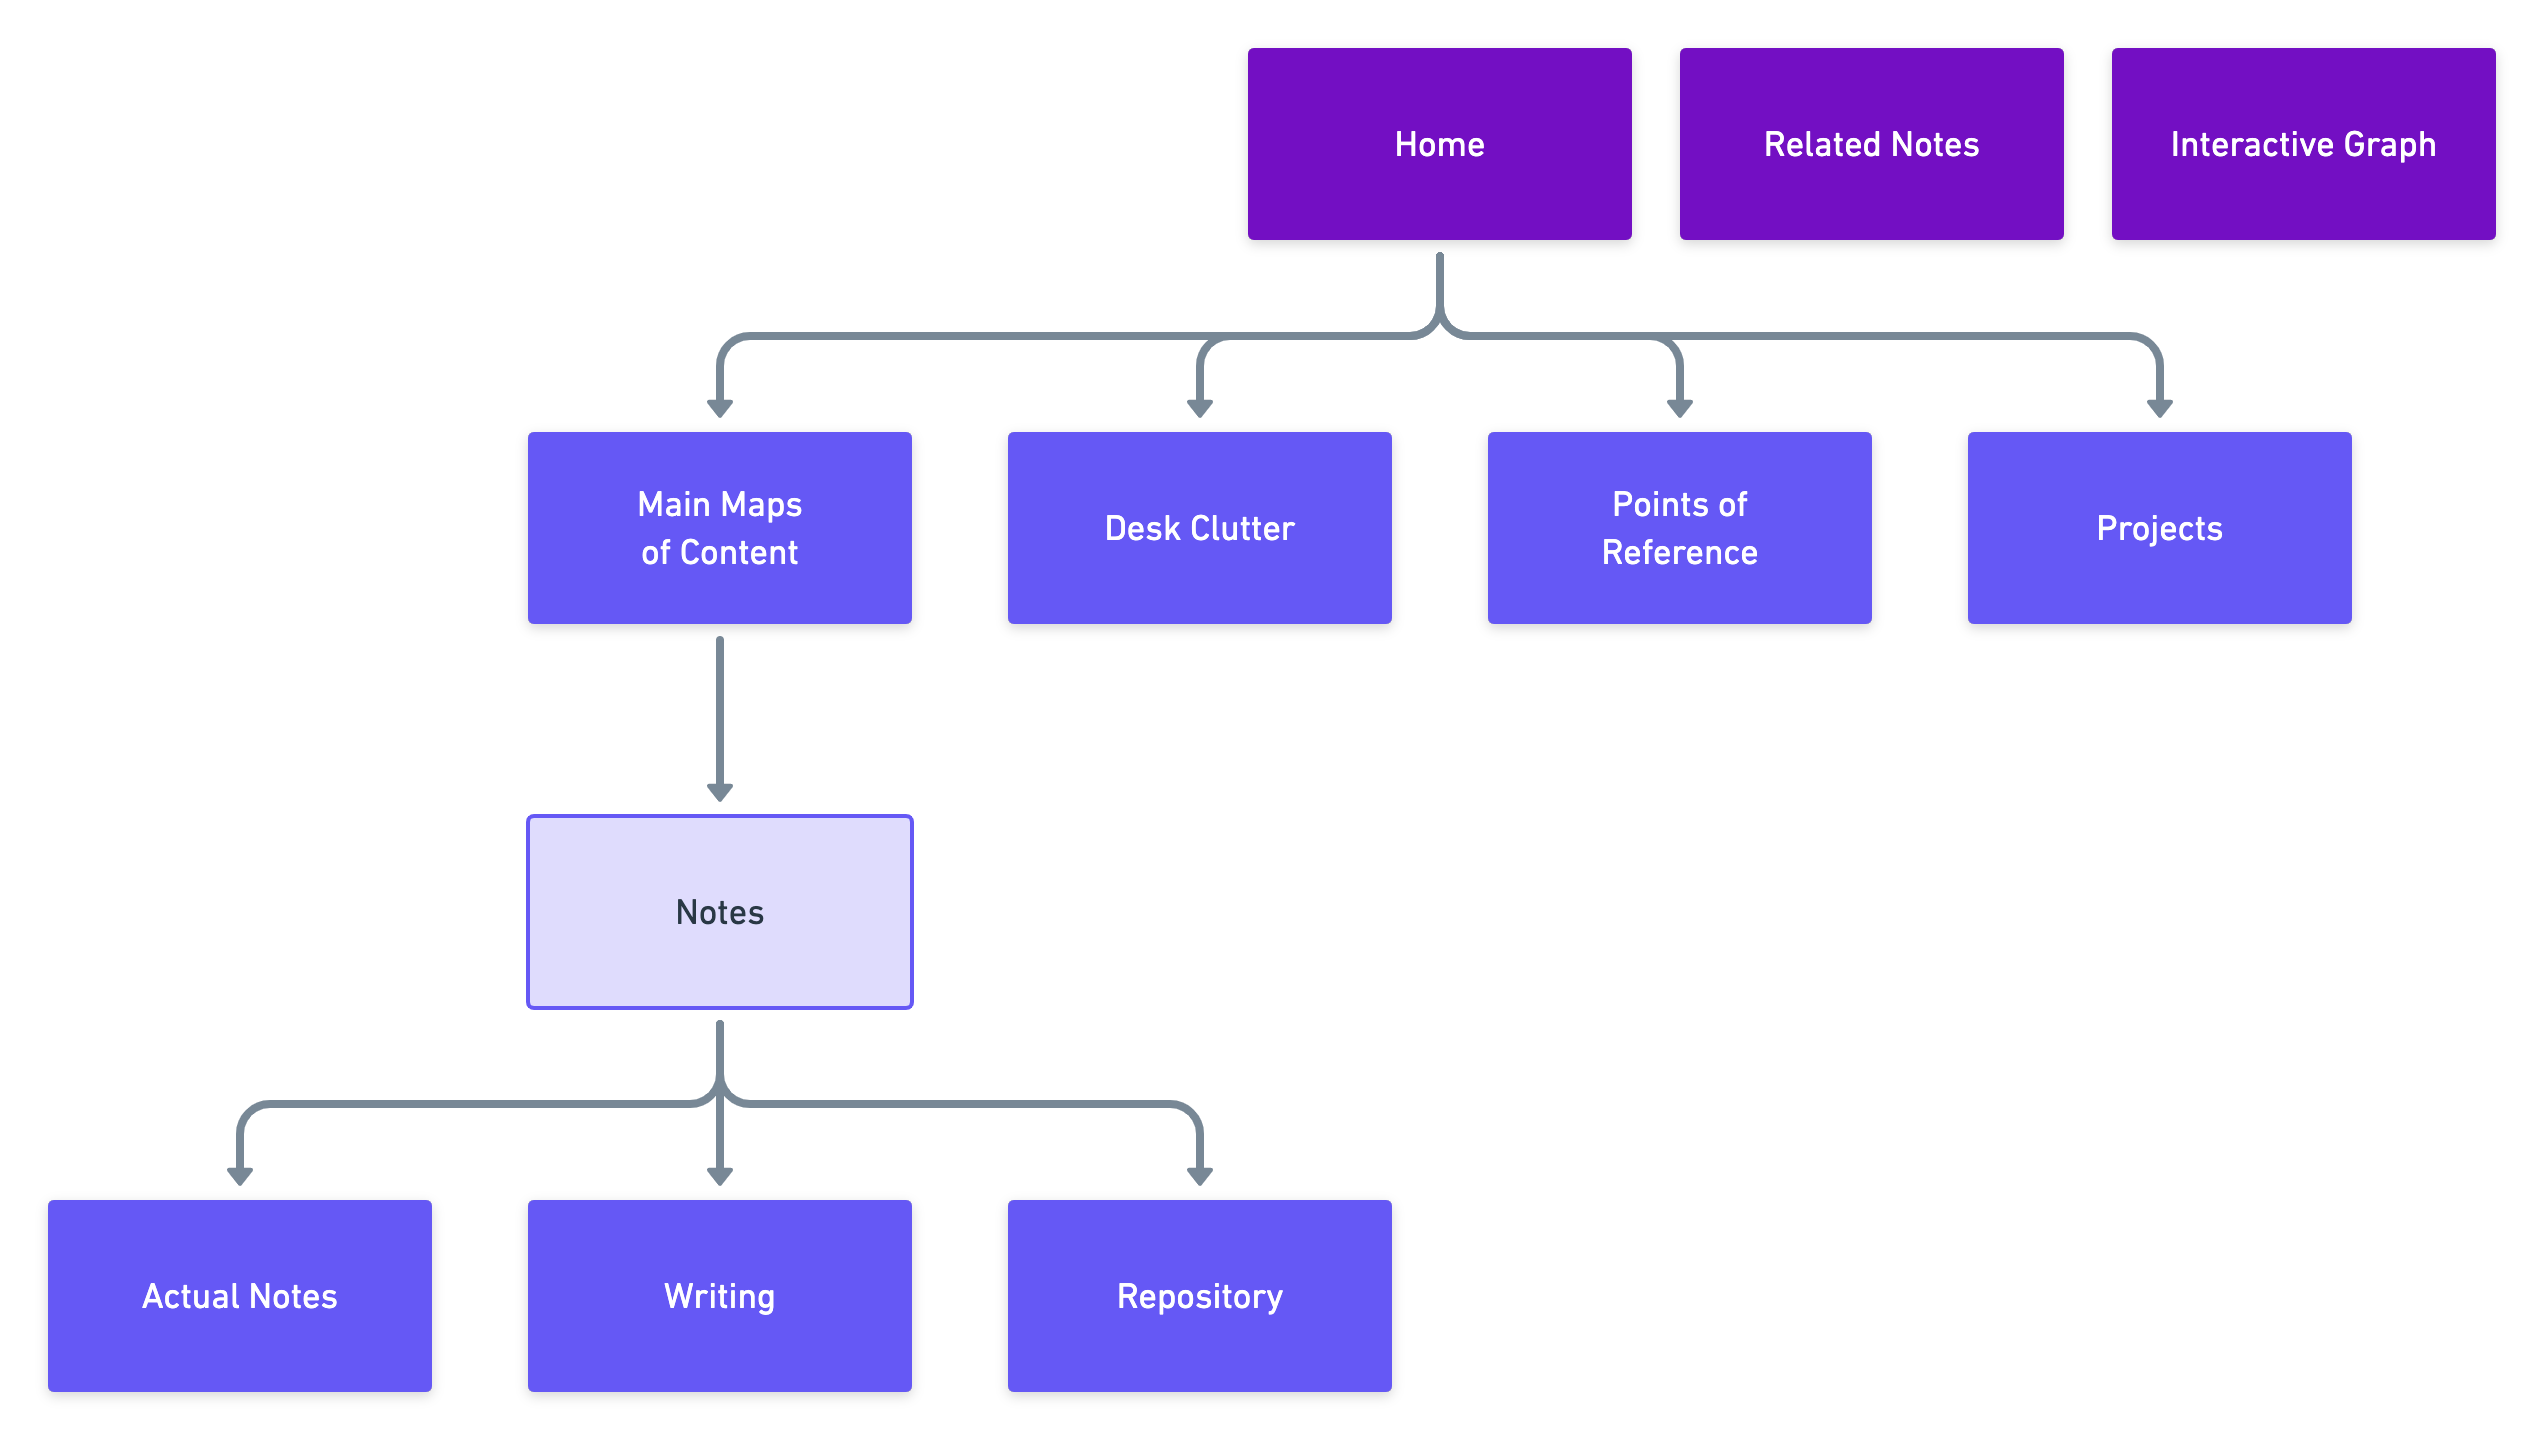 Home
Related Notes
Interactive Graph
Main Maps
of Content
Desk Clutter
Points of
Reference
Projects
Notes
Actual Notes
Writing
Repository